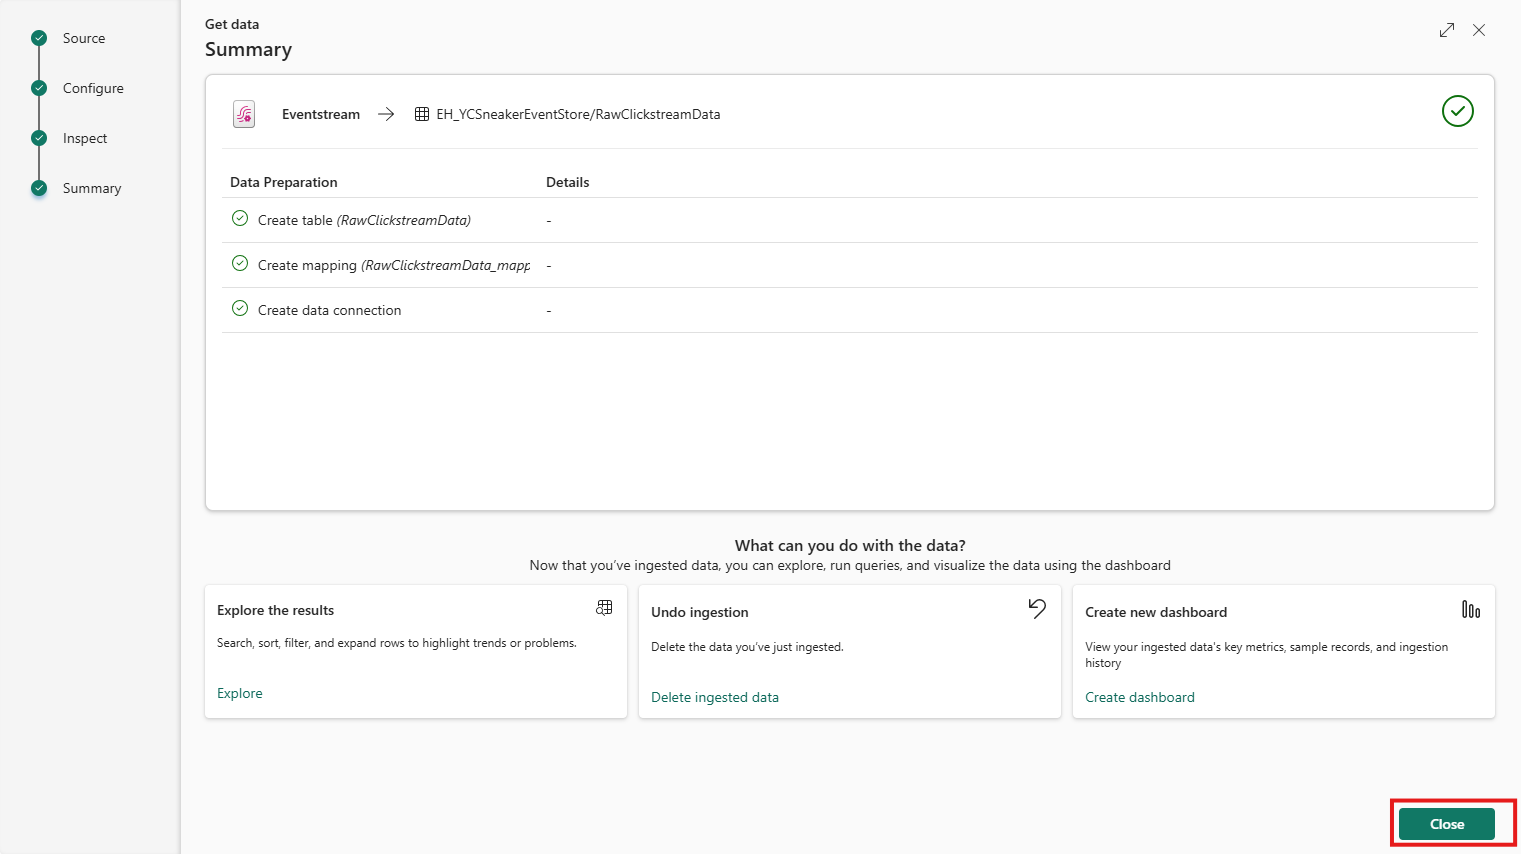 Source
Configure
Inspect
Summary
Get data
Summary
Eventstream
EH_YCSneakerEventStore/RawClickstreamData
Data Preparation
Details
Create table (RawClickstreamData)
-
Create mapping (RawClickstreamData_mapp
-
Create data connection
-
What can you do with the data?
Now that you've ingested data, you can explore, run queries, and visualize the data using the dashboard
Explore the results
Search, sort, filter, and expand rows to highlight trends or problems.
Explore
Undo ingestion
Delete the data you've just ingested.
Delete ingested data
Create new dashboard
View your ingested data's key metrics, sample records, and ingestion
history
Create dashboard
Close